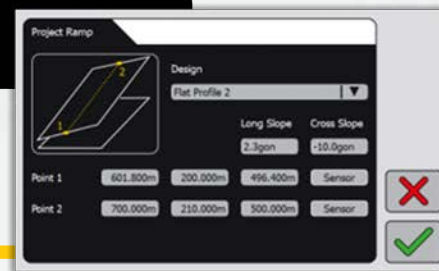 Project Ramp
2
1
Design
Flat Profile 2
Long Slope Cross Slope
2.3gon -10.0gon
Point 1 601.800m 200.000m 496.400m Sensor
Point 2 700.000m 210.000m 500.000m Sensor